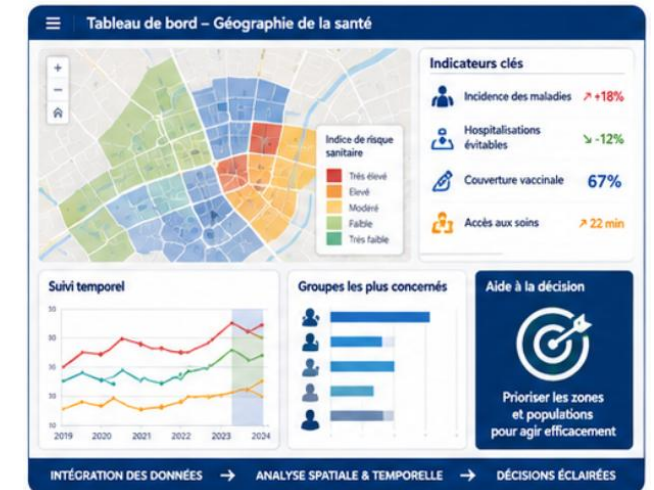 Tableau de bord – Géographie de la santé
+
−
Indice de risque
sanitaire
Très élevé
Elevé
Modéré
Faible
Très faible
Indicateurs clés
Incidence des maladies ↗ +18%
Hospitalisations
évitables ↘ -12%
Couverture vaccinale 67%
Accès aux soins ↗ 22 min
Suivi temporel
2019 2020 2021 2022 2023 2024
Groupes les plus concernés
Aide à la décision
Prioriser les zones
et populations
pour agir efficacement
INTÉGRATION DES DONNÉES → ANALYSE SPATIALE & TEMPORELLE → DÉCISIONS ÉCLAIRÉES